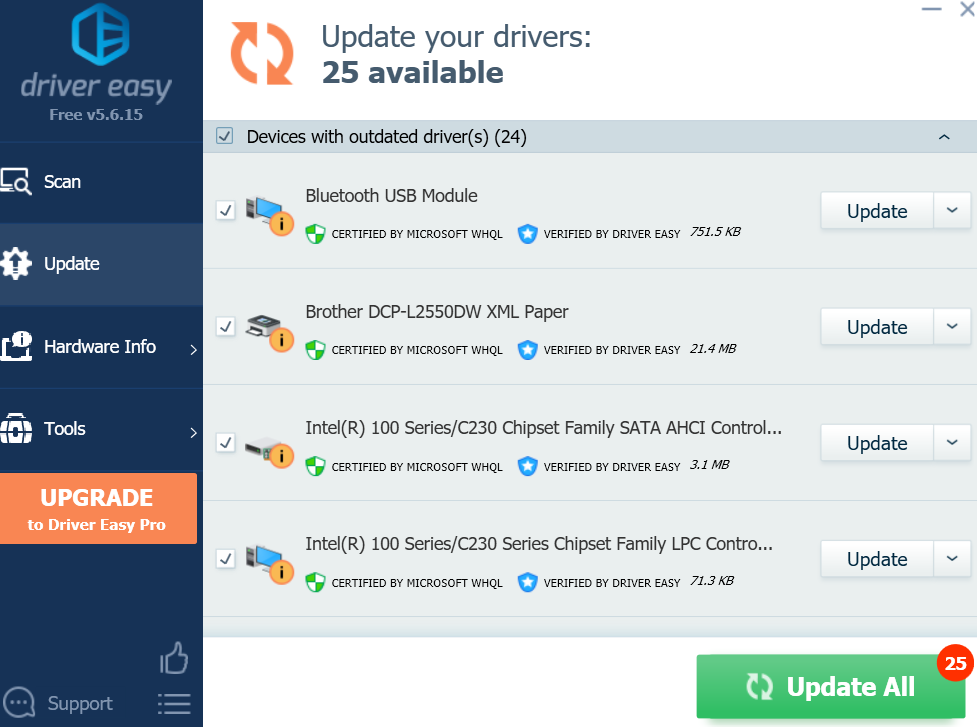 driver easy
Free v5.6.15
Scan
Update
Hardware Info
Tools
UPGRADE
to Driver Easy Pro
Support
Update your drivers:
25 available
Devices with outdated driver(s) (24)
Bluetooth USB Module
CERTIFIED BY MICROSOFT WHQL VERIFIED BY DRIVER EASY 751.5 KB
Update
Brother DCP-L2550DW XML Paper
CERTIFIED BY MICROSOFT WHQL VERIFIED BY DRIVER EASY 21.4 MB
Update
Intel(R) 100 Series/C230 Chipset Family SATA AHCI Control...
CERTIFIED BY MICROSOFT WHQL VERIFIED BY DRIVER EASY 3.1 MB
Update
Intel(R) 100 Series/C230 Series Chipset Family LPC Contro...
CERTIFIED BY MICROSOFT WHQL VERIFIED BY DRIVER EASY 71.3 KB
Update
Update All
25